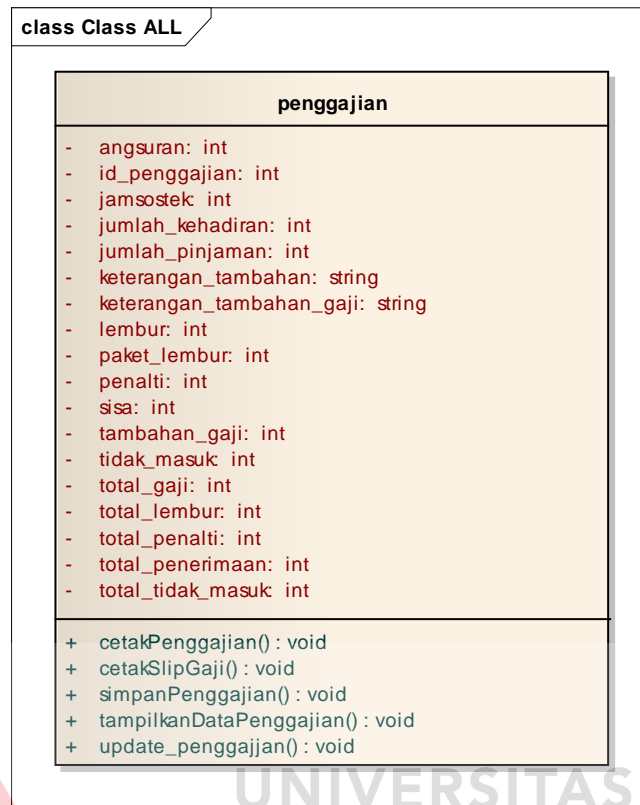 class Class ALL
penggajian
- angsuran: int
- id_penggajian: int
- jamsostek: int
- jumlah_kehadiran: int
- jumlah_pinjaman: int
- keterangan_tambahan: string
- keterangan_tambahan_gaji: string
- lembur: int
- paket_lembur: int
- penalti: int
- sisa: int
- tambahan_gaji: int
- tidak_masuk: int
- total_gaji: int
- total_lembur: int
- total_penalti: int
- total_penerimaan: int
- total_tidak_masuk: int
+ cetakPenggajian() : void
+ cetakSlipGaji() : void
+ simpanPenggajian() : void
+ tampilkanDataPenggajian() : void
+ update_penggajjan() : void
UNIVERSITAS